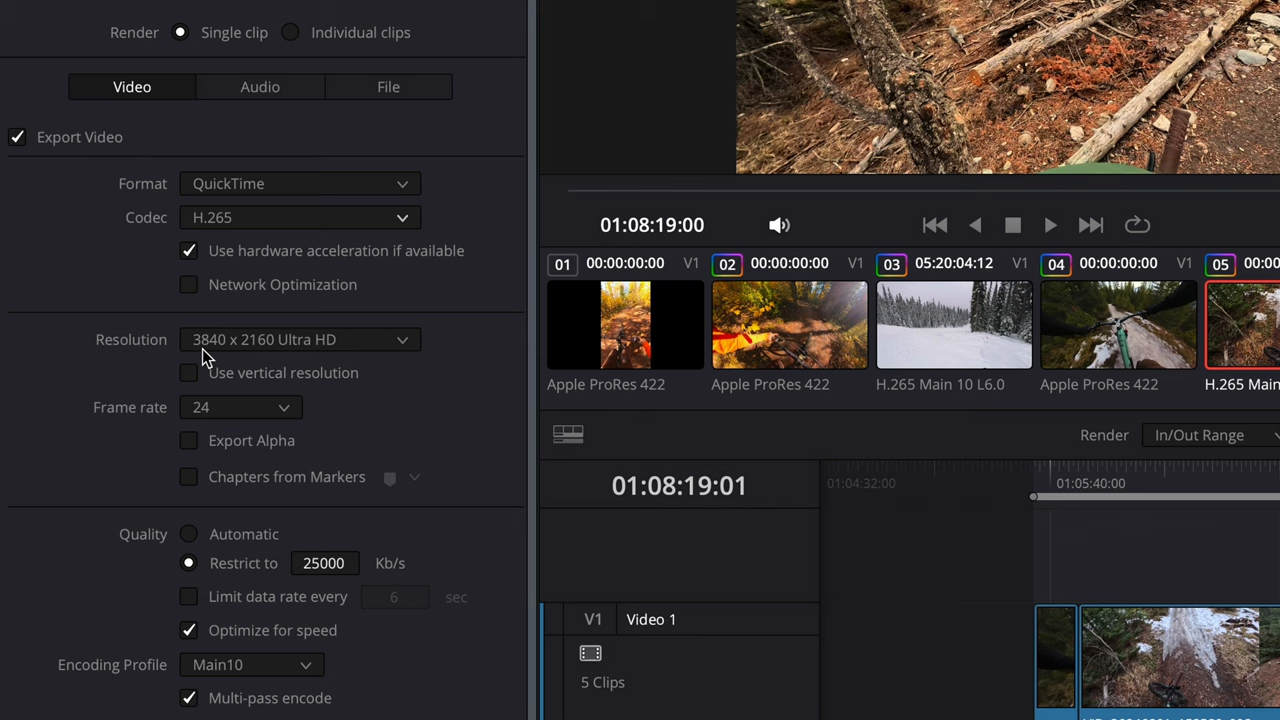 Render Single clip Individual clips
Video Audio File
Export Video
Format QuickTime
Codec H.265
Use hardware acceleration if available
Network Optimization
Resolution 3840 x 2160 Ultra HD
Use vertical resolution
Frame rate 24
Export Alpha
Chapters from Markers
Quality Automatic
Restrict to 25000 Kb/s
Limit data rate every 6 sec
Optimize for speed
Encoding Profile Main10
Multi-pass encode
01:08:19:00
01 00:00:00:00 V1 02 00:00:00:00 V1 03 05:20:04:12 V1 04 00:00:00:00 V1 05 00:00
Apple ProRes 422 Apple ProRes 422 H.265 Main 10 L6.0 Apple ProRes 422 H.265 Main
Render In/Out Range
01:08:19:01 01:04:32:00 01:05:40:00
V1 Video 1
5 Clips